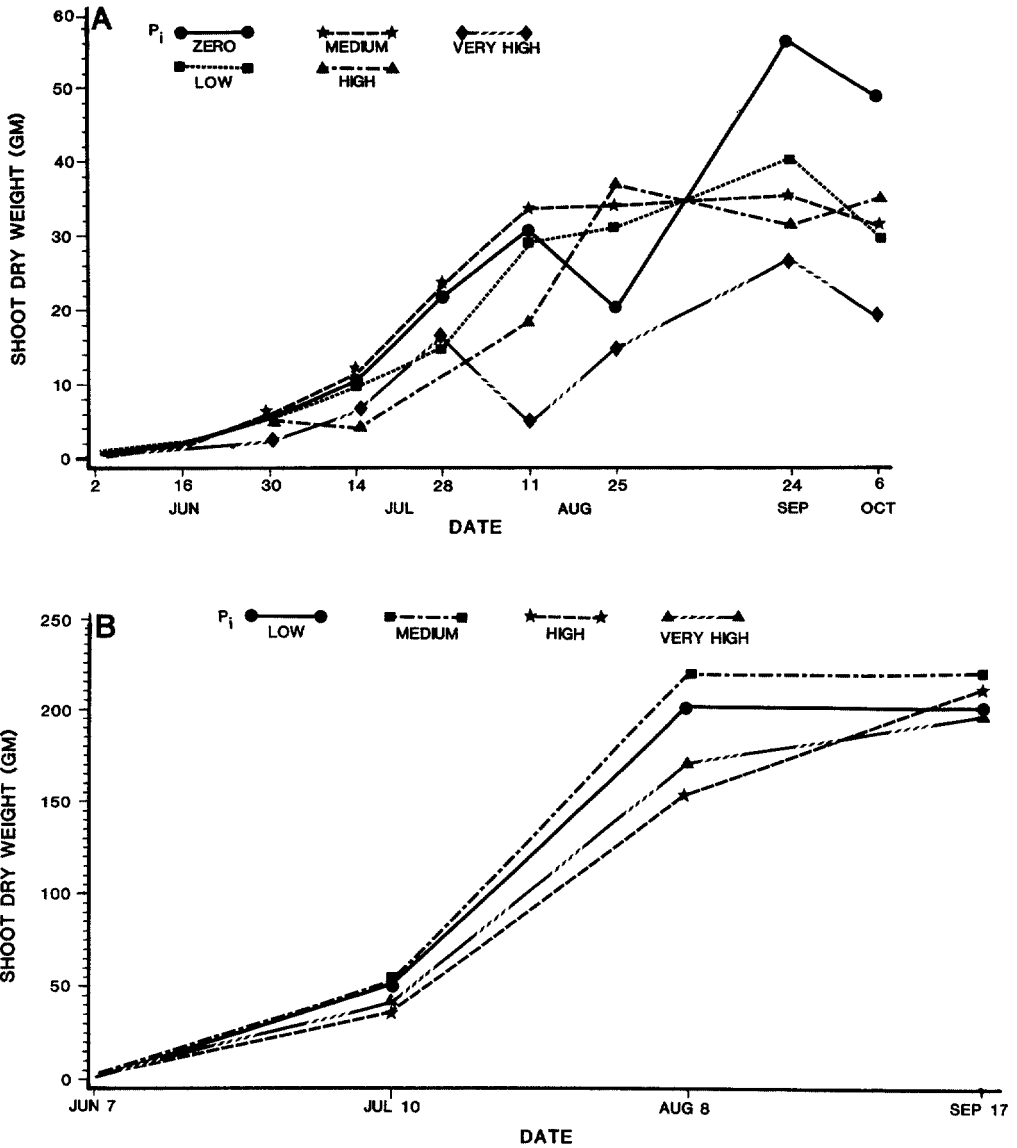 A
Pi ZERO MEDIUM VERY HIGH
LOW HIGH
60
50
40
30
20
10
0
SHOOT DRY WEIGHT (GM)
2 16 30 14 28 11 25 24 6
JUN JUL AUG SEP OCT
DATE
B
Pi LOW MEDIUM HIGH VERY HIGH
250
200
150
100
50
0
SHOOT DRY WEIGHT (GM)
JUN 7 JUL 10 AUG 8 SEP 17
DATE